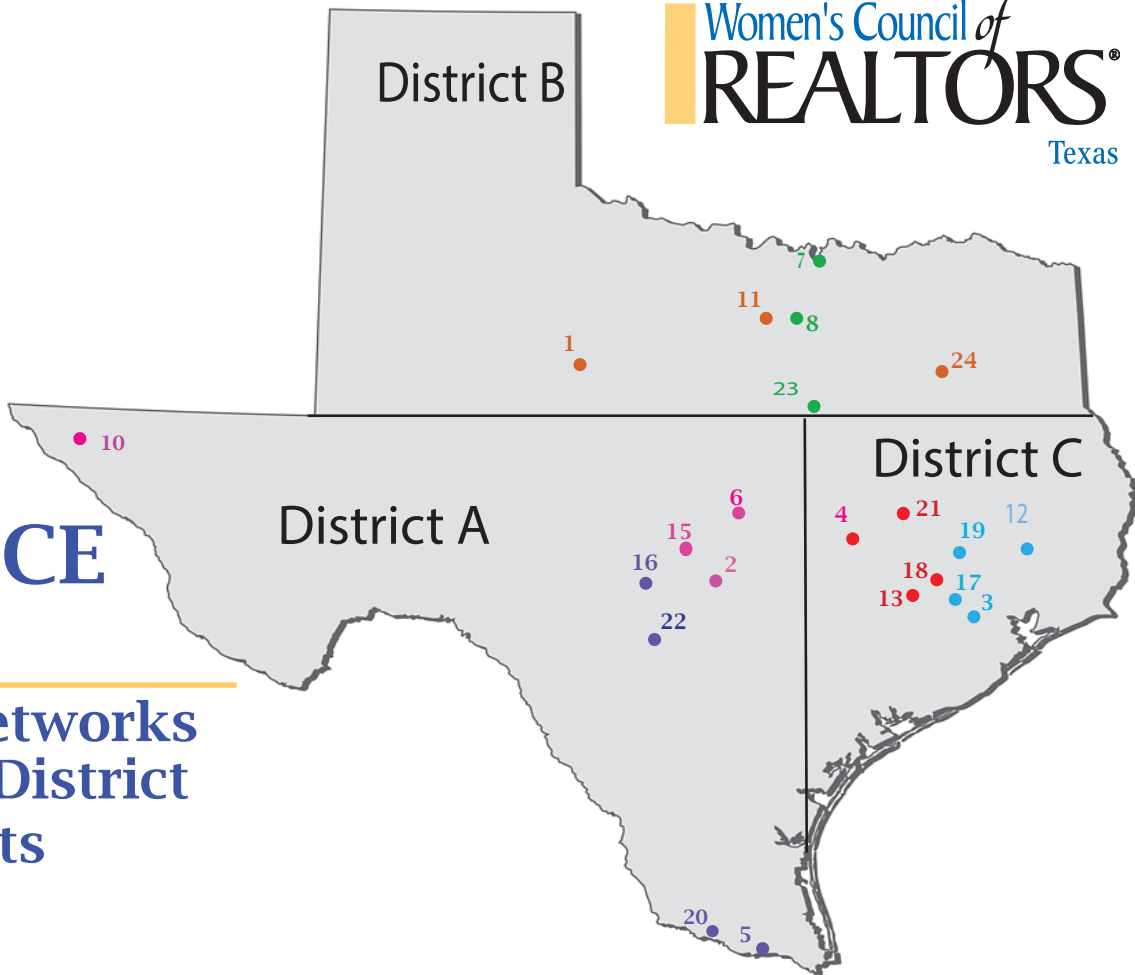 Women's Council of
REALTORS®
Texas
District B
7
11
8
1
24
23
10
District C
District A
6
4
21
12
15
19
16
2
18
17
13
3
22
CE
etworks
District
ts
20
5